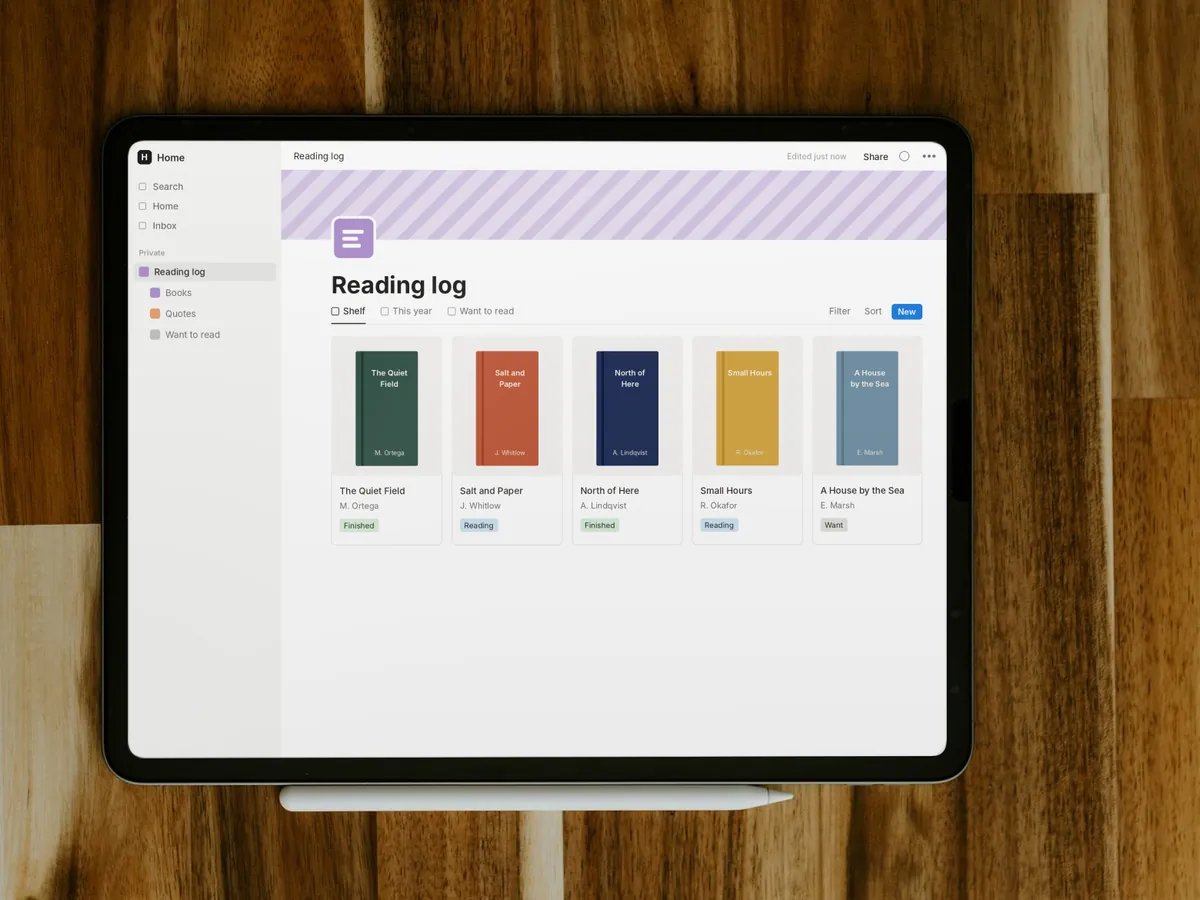 H Home
Search
Home
Inbox
Private
Reading log
Books
Quotes
Want to read
Reading log
Edited just now
Share
Reading log
Shelf
This year
Want to read
Filter
Sort
New
The Quiet
Field
M. Ortega
The Quiet Field
M. Ortega
Finished
Salt and
Paper
J. Whitlow
Salt and Paper
J. Whitlow
Reading
North of
Here
A. Lindqvist
North of Here
A. Lindqvist
Finished
Small Hours
R. Okafor
Small Hours
R. Okafor
Reading
A House
by the Sea
E. Marsh
A House by the Sea
E. Marsh
Want